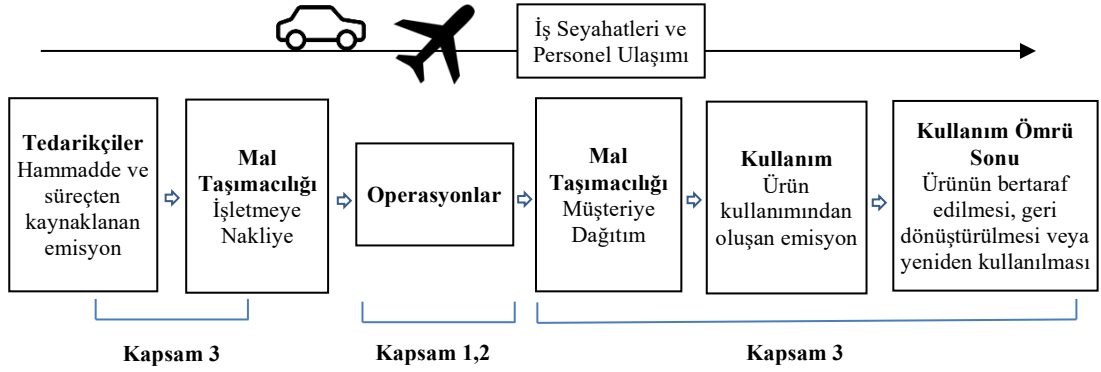 İş Seyahatleri ve
Personel Ulaşımı
Tedarikçiler
Hammadde ve
süreçten
kaynaklanan
emisyon
Mal
Taşımacılığı
İşletmeye
Nakliye
Operasyonlar
Mal
Taşımacılığı
Müşteriye
Dağıtım
Kullanım
Ürün
kullanımından
oluşan emisyon
Kullanım Ömrü
Sonu
Ürünün bertaraf
edilmesi, geri
dönüştürülmesi veya
yeniden kullanılması
Kapsam 3
Kapsam 1,2
Kapsam 3